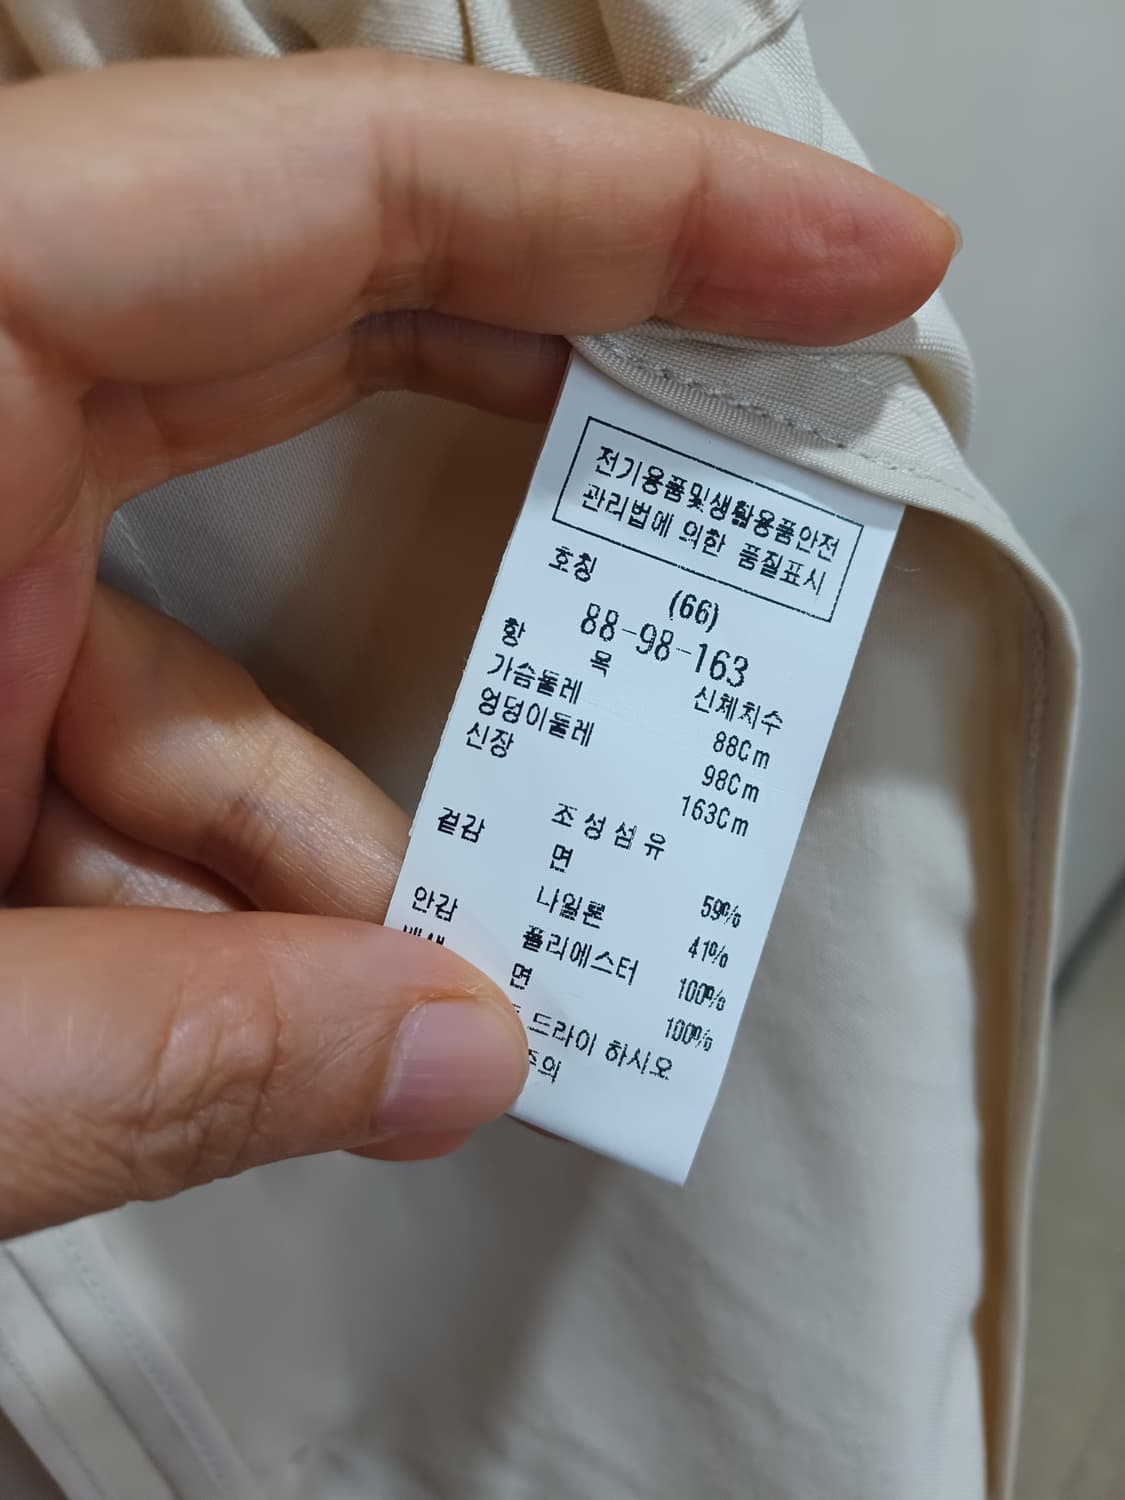 전기용품및생활용품안전
관리법에 의한 품질표시
호칭
(66)
88-98-163
항 목 신체치수
가슴둘레 88Cm
엉덩이둘레 98Cm
신장 163Cm
조성섬유
겉감 면 59%
나일론 41%
안감 폴리에스터 100%
면 100%
드라이 하시오
주의